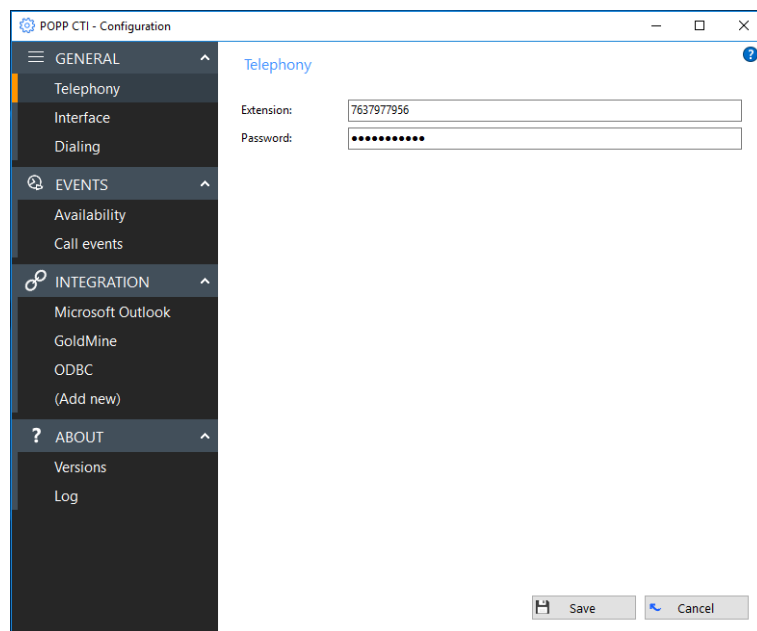 POPP CTI - Configuration
GENERAL
Telephony
Interface
Dialing
EVENTS
Availability
Call events
INTEGRATION
Microsoft Outlook
GoldMine
ODBC
(Add new)
? ABOUT
Versions
Log
?
Telephony
Extension: 7637977956
Password: ●●●●●●●●●●●
Save Cancel